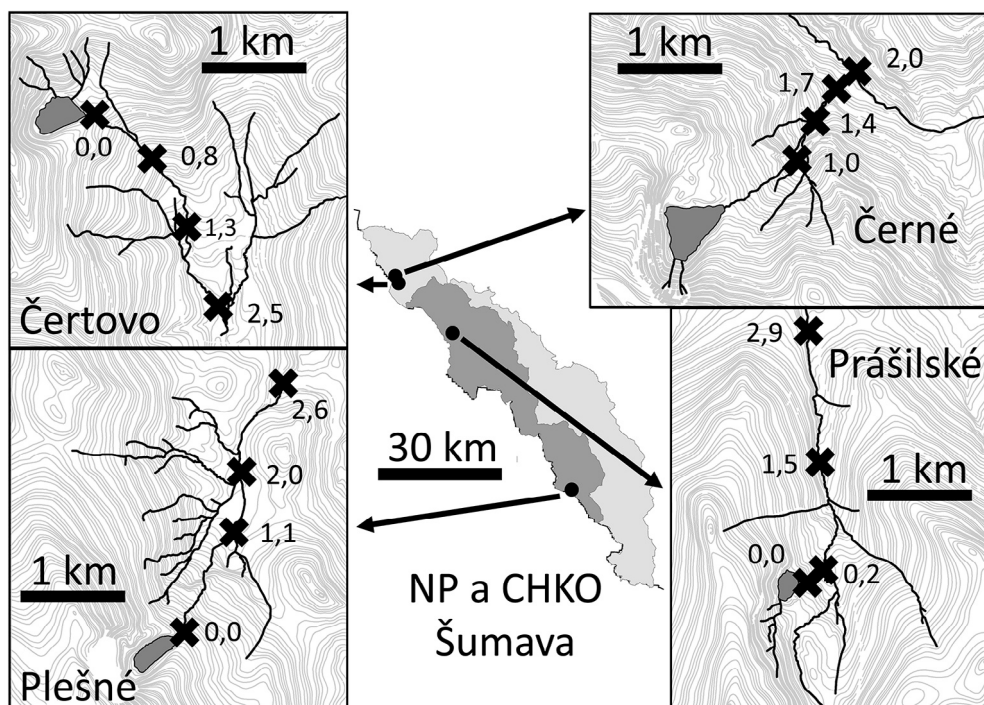 1 km
0,0
0,8
1,3
2,5
Čertovo
1 km
2,0
1,7
1,4
1,0
Černé
2,6
2,0
1,1
1 km
0,0
Plešné
30 km
NP a CHKO
Šumava
2,9
Prášilské
1,5
1 km
0,0
0,2